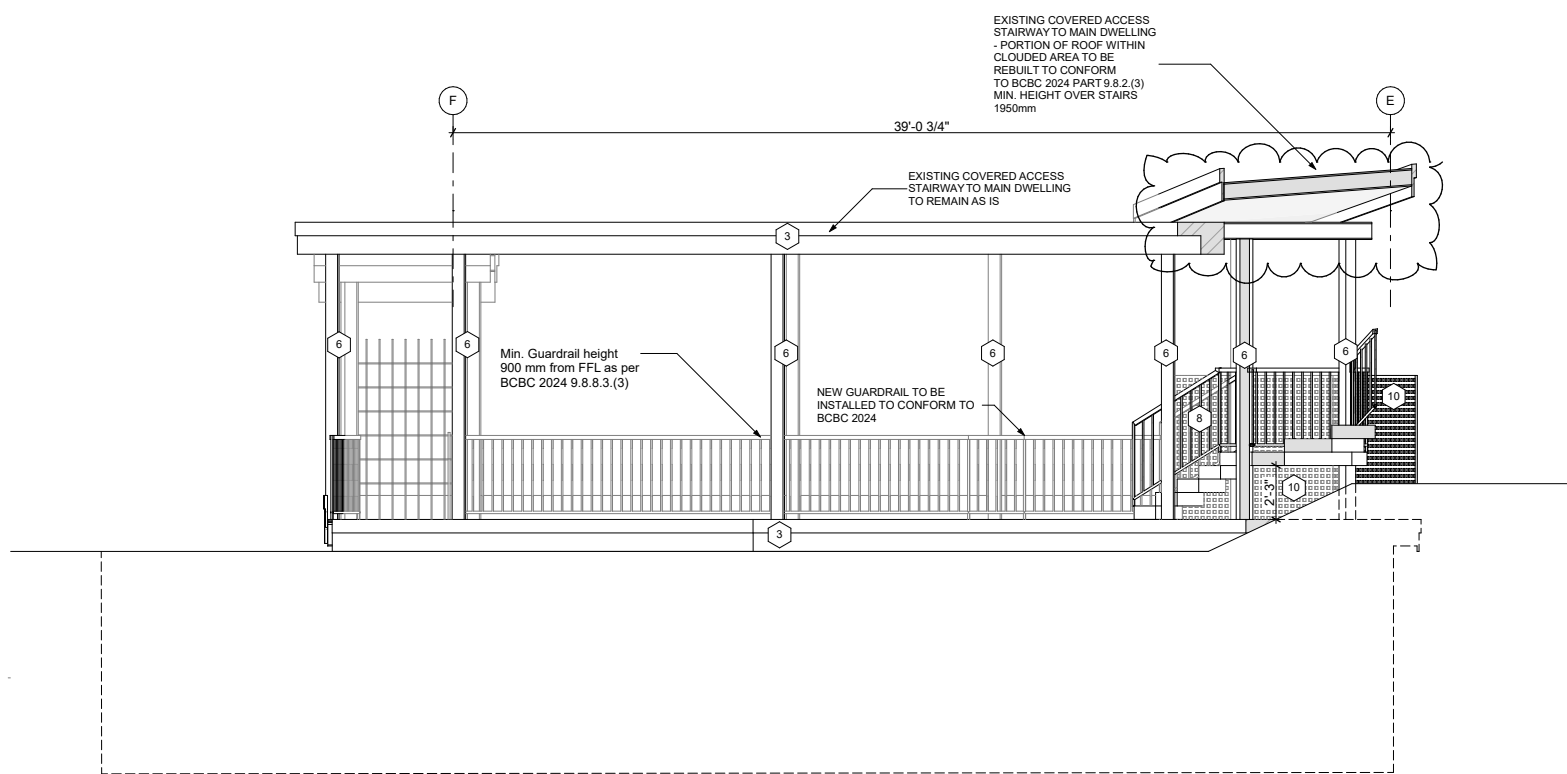 EXISTING COVERED ACCESS
STAIRWAY TO MAIN DWELLING
- PORTION OF ROOF WITHIN
CLOUDED AREA TO BE
REBUILT TO CONFORM
TO BCBC 2024 PART 9.8.2.(3)
MIN. HEIGHT OVER STAIRS
1950mm
F
E
39'-0 3/4"
EXISTING COVERED ACCESS
STAIRWAY TO MAIN DWELLING
TO REMAIN AS IS
3
6
6
6
6
6
6
6
Min. Guardrail height
900 mm from FFL as per
BCBC 2024 9.8.8.3.(3)
NEW GUARDRAIL TO BE
INSTALLED TO CONFORM TO
BCBC 2024
10
8
10
2'-3"
3